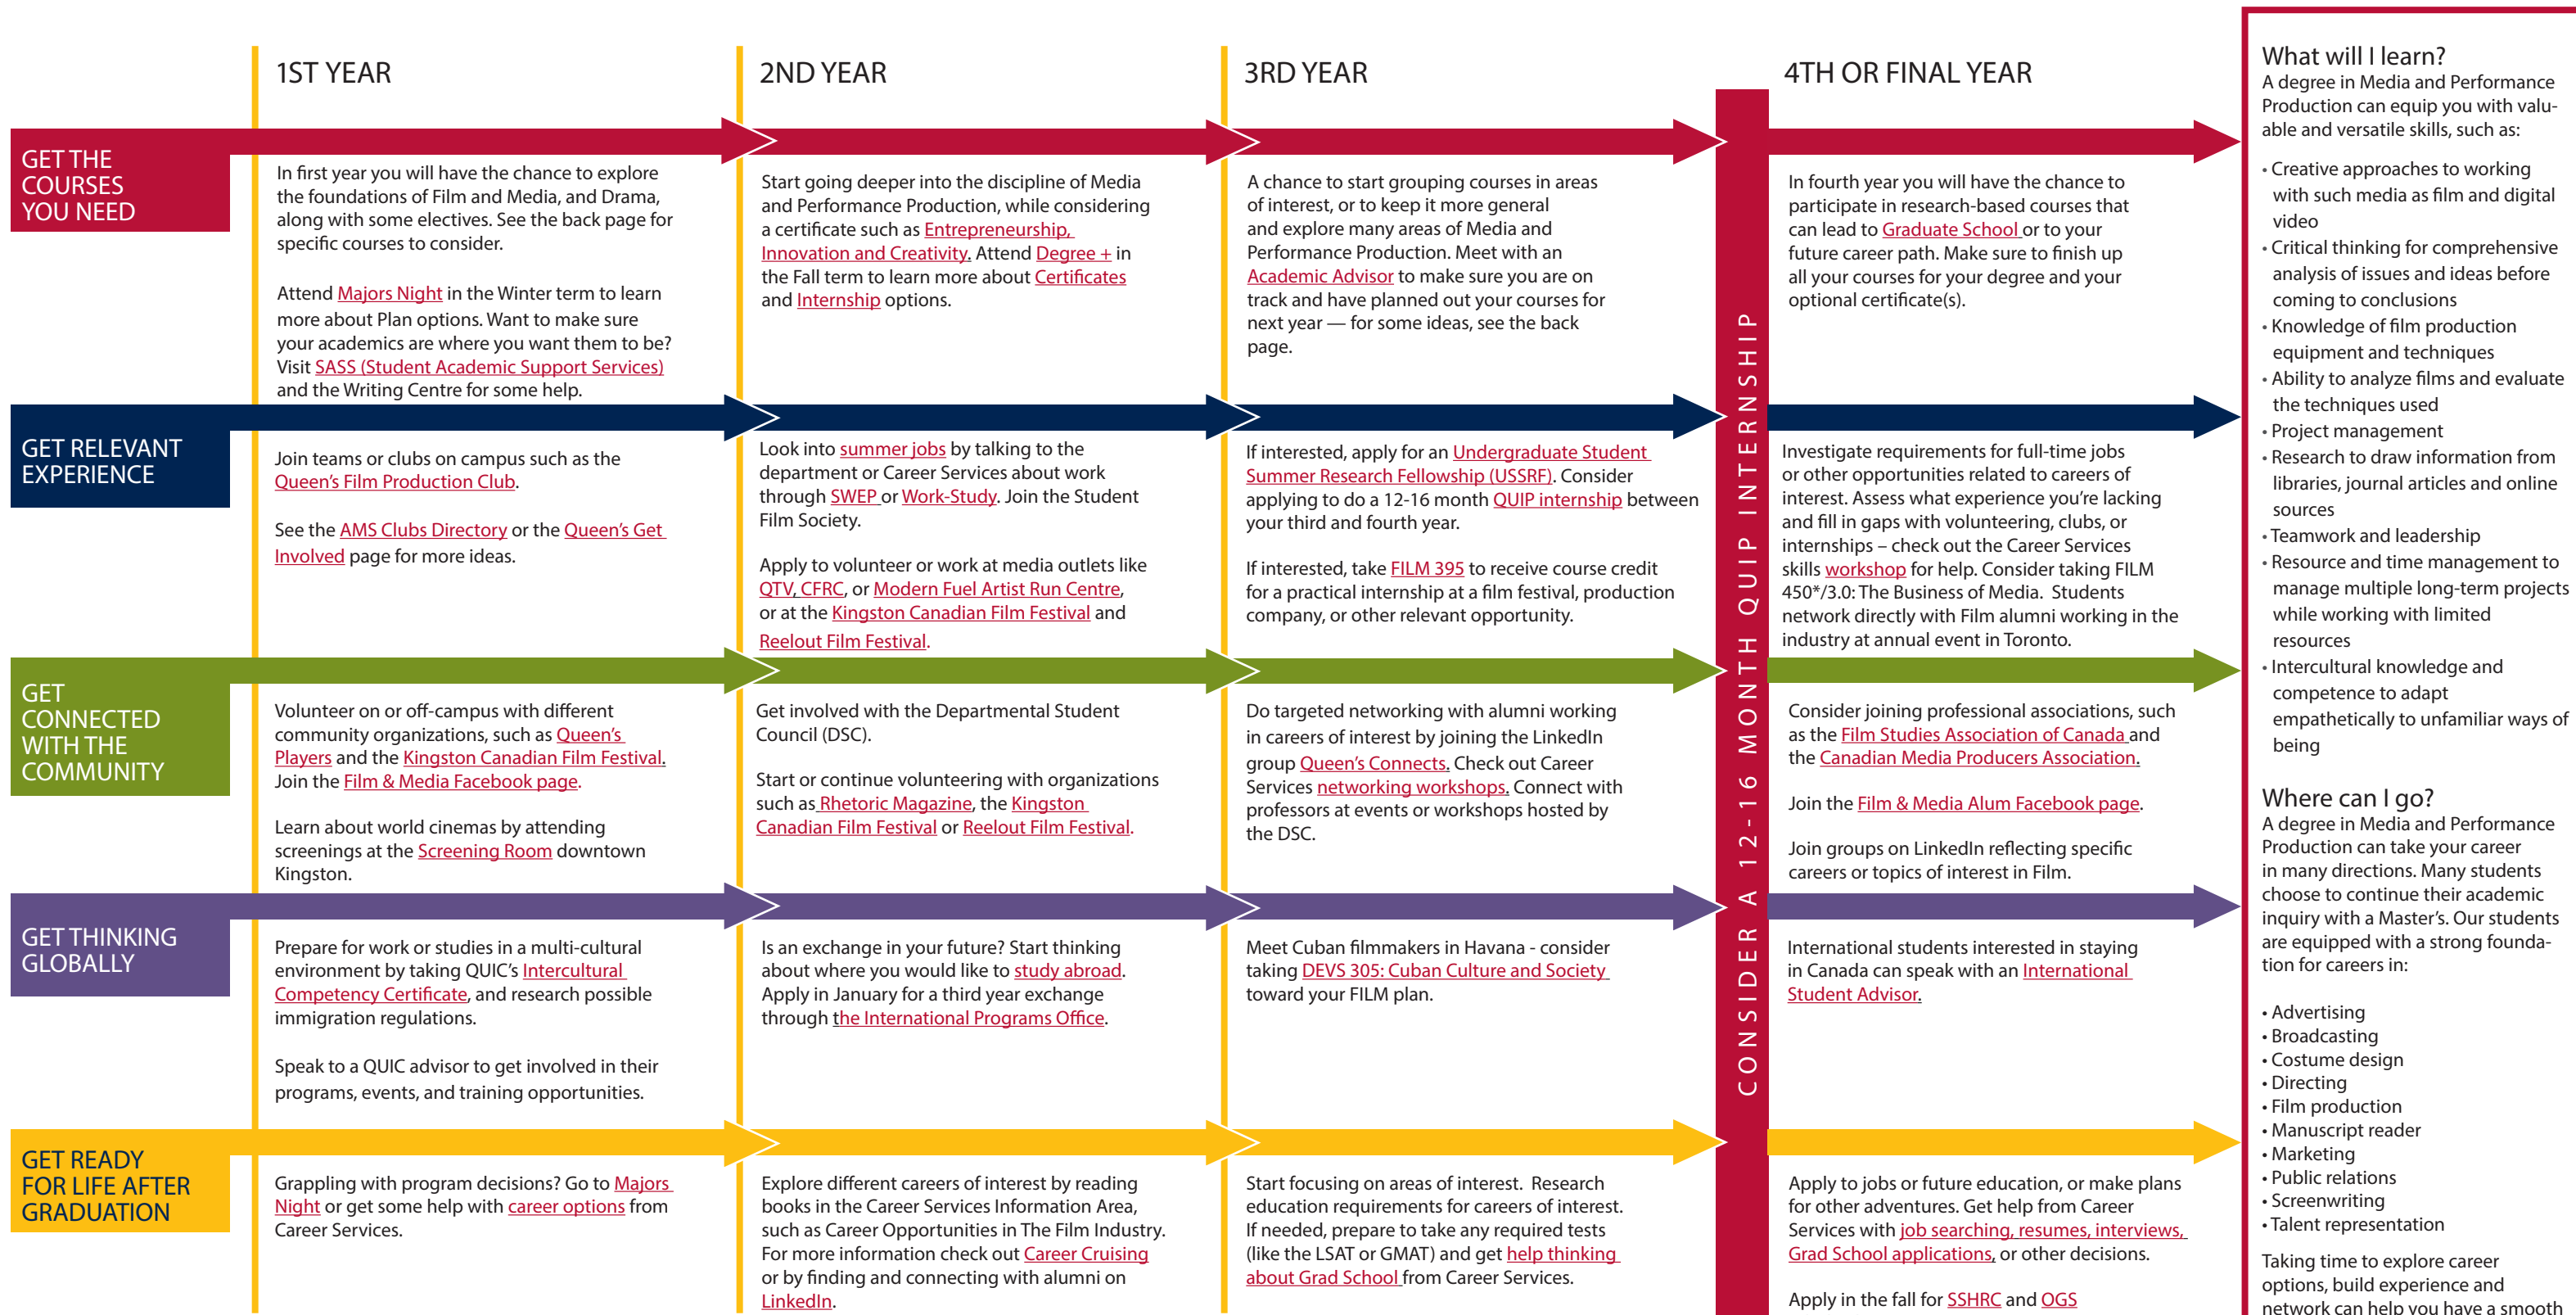 1ST YEAR
2ND YEAR
3RD YEAR
4TH OR FINAL YEAR
GET THE
COURSES
YOU NEED
In first year you will have the chance to explore
the foundations of Film and Media, and Drama,
along with some electives. See the back page for
specific courses to consider.
Attend Majors Night in the Winter term to learn
more about Plan options. Want to make sure
your academics are where you want them to be?
Visit SASS (Student Academic Support Services)
and the Writing Centre for some help.
Start going deeper into the discipline of Media
and Performance Production, while considering
a certificate such as Entrepreneurship,
Innovation and Creativity. Attend Degree + in
the Fall term to learn more about Certificates
and Internship options.
A chance to start grouping courses in areas
of interest, or to keep it more general
and explore many areas of Media and
Performance Production. Meet with an
Academic Advisor to make sure you are on
track and have planned out your courses for
next year — for some ideas, see the back
page.
In fourth year you will have the chance to
participate in research-based courses that
can lead to Graduate School or to your
future career path. Make sure to finish up
all your courses for your degree and your
optional certificate(s).
GET RELEVANT
EXPERIENCE
Join teams or clubs on campus such as the
Queen's Film Production Club.
See the AMS Clubs Directory or the Queen's Get
Involved page for more ideas.
Look into summer jobs by talking to the
department or Career Services about work
through SWEP or Work-Study. Join the Student
Film Society.
Apply to volunteer or work at media outlets like
QTV, CFRC, or Modern Fuel Artist Run Centre,
or at the Kingston Canadian Film Festival and
Reelout Film Festival.
If interested, apply for an Undergraduate Student
Summer Research Fellowship (USSRF). Consider
applying to do a 12-16 month QUIP internship between
your third and fourth year.
If interested, take FILM 395 to receive course credit
for a practical internship at a film festival, production
company, or other relevant opportunity.
Investigate requirements for full-time jobs
or other opportunities related to careers of
interest. Assess what experience you're lacking
and fill in gaps with volunteering, clubs, or
internships – check out the Career Services
skills workshop for help. Consider taking FILM
450*/3.0: The Business of Media. Students
network directly with Film alumni working in the
industry at annual event in Toronto.
GET
CONNECTED
WITH THE
COMMUNITY
Volunteer on or off-campus with different
community organizations, such as Queen's
Players and the Kingston Canadian Film Festival.
Join the Film & Media Facebook page.
Learn about world cinemas by attending
screenings at the Screening Room downtown
Kingston.
Get involved with the Departmental Student
Council (DSC).
Start or continue volunteering with organizations
such as Rhetoric Magazine, the Kingston
Canadian Film Festival or Reelout Film Festival.
Do targeted networking with alumni working
in careers of interest by joining the LinkedIn
group Queen's Connects. Check out Career
Services networking workshops. Connect with
professors at events or workshops hosted by
the DSC.
Consider joining professional associations, such
as the Film Studies Association of Canada and
the Canadian Media Producers Association.
Join the Film & Media Alum Facebook page.
Join groups on LinkedIn reflecting specific
careers or topics of interest in Film.
GET THINKING
GLOBALLY
Prepare for work or studies in a multi-cultural
environment by taking QUIC's Intercultural
Competency Certificate, and research possible
immigration regulations.
Speak to a QUIC advisor to get involved in their
programs, events, and training opportunities.
Is an exchange in your future? Start thinking
about where you would like to study abroad.
Apply in January for a third year exchange
through the International Programs Office.
Meet Cuban filmmakers in Havana - consider
taking DEVS 305: Cuban Culture and Society
toward your FILM plan.
International students interested in staying
in Canada can speak with an International
Student Advisor.
GET READY
FOR LIFE AFTER
GRADUATION
Grappling with program decisions? Go to Majors
Night or get some help with career options from
Career Services.
Explore different careers of interest by reading
books in the Career Services Information Area,
such as Career Opportunities in The Film Industry.
For more information check out Career Cruising
or by finding and connecting with alumni on
LinkedIn.
Start focusing on areas of interest. Research
education requirements for careers of interest.
If needed, prepare to take any required tests
(like the LSAT or GMAT) and get help thinking
about Grad School from Career Services.
Apply to jobs or future education, or make plans
for other adventures. Get help from Career
Services with job searching, resumes, interviews,
Grad School applications, or other decisions.
Apply in the fall for SSHRC and OGS
CONSIDER A 12-16 MONTH QUIP INTERNSHIP
What will I learn?
A degree in Media and Performance
Production can equip you with valu-
able and versatile skills, such as:
• Creative approaches to working
with such media as film and digital
video
• Critical thinking for comprehensive
analysis of issues and ideas before
coming to conclusions
• Knowledge of film production
equipment and techniques
• Ability to analyze films and evaluate
the techniques used
• Project management
• Research to draw information from
libraries, journal articles and online
sources
• Teamwork and leadership
• Resource and time management to
manage multiple long-term projects
while working with limited
resources
• Intercultural knowledge and
competence to adapt
empathetically to unfamiliar ways of
being
Where can I go?
A degree in Media and Performance
Production can take your career
in many directions. Many students
choose to continue their academic
inquiry with a Master's. Our students
are equipped with a strong founda-
tion for careers in:
• Advertising
• Broadcasting
• Costume design
• Directing
• Film production
• Manuscript reader
• Marketing
• Public relations
• Screenwriting
• Talent representation
Taking time to explore career
options, build experience and
network can help you have a smooth